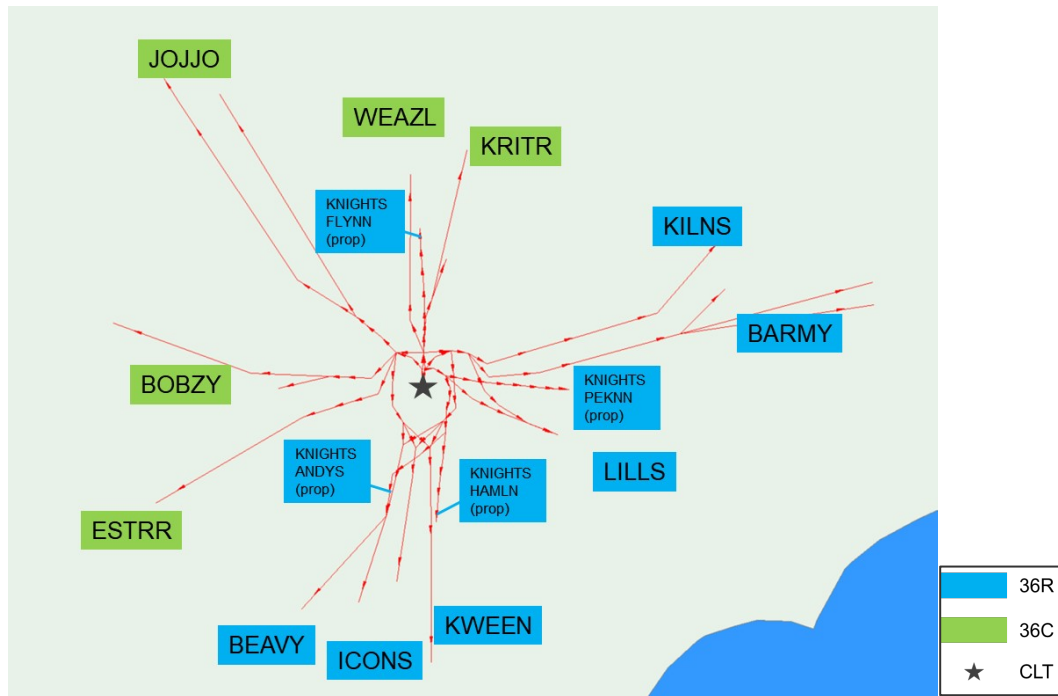 JOJJO
WEAZL
KRITR
KNIGHTS
FLYNN
(prop)
KILNS
BARMY
BOBZY
KNIGHTS
PEKNN
(prop)
KNIGHTS
ANDYS
(prop)
KNIGHTS
HAMLN
(prop)
LILLS
ESTRR
BEAVY
ICONS
KWEEN
36R
36C
CLT